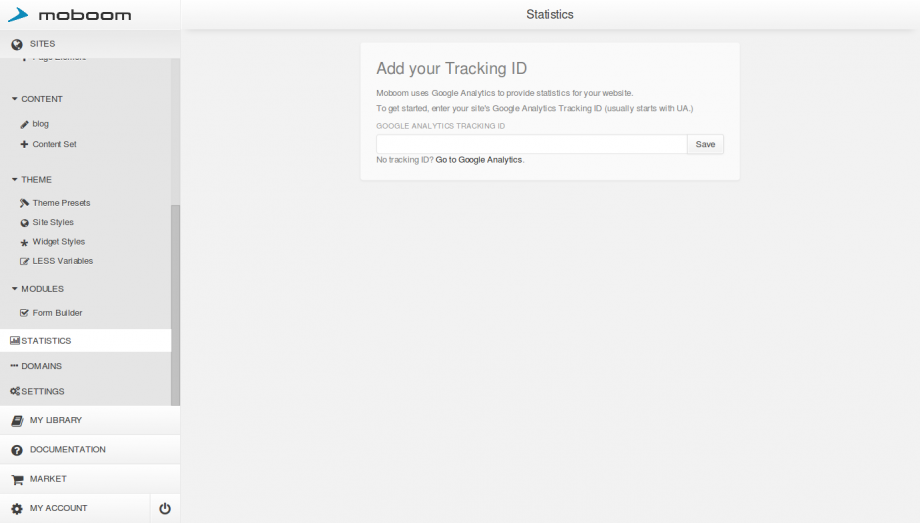 moboom
Statistics
SITES
Page Element
CONTENT
blog
Content Set
THEME
Theme Presets
Site Styles
Widget Styles
LESS Variables
MODULES
Form Builder
STATISTICS
DOMAINS
SETTINGS
MY LIBRARY
DOCUMENTATION
MARKET
MY ACCOUNT
Add your Tracking ID
Moboom uses Google Analytics to provide statistics for your website.
To get started, enter your site's Google Analytics Tracking ID (usually starts with UA.)
GOOGLE ANALYTICS TRACKING ID
Save
No tracking ID? Go to Google Analytics.